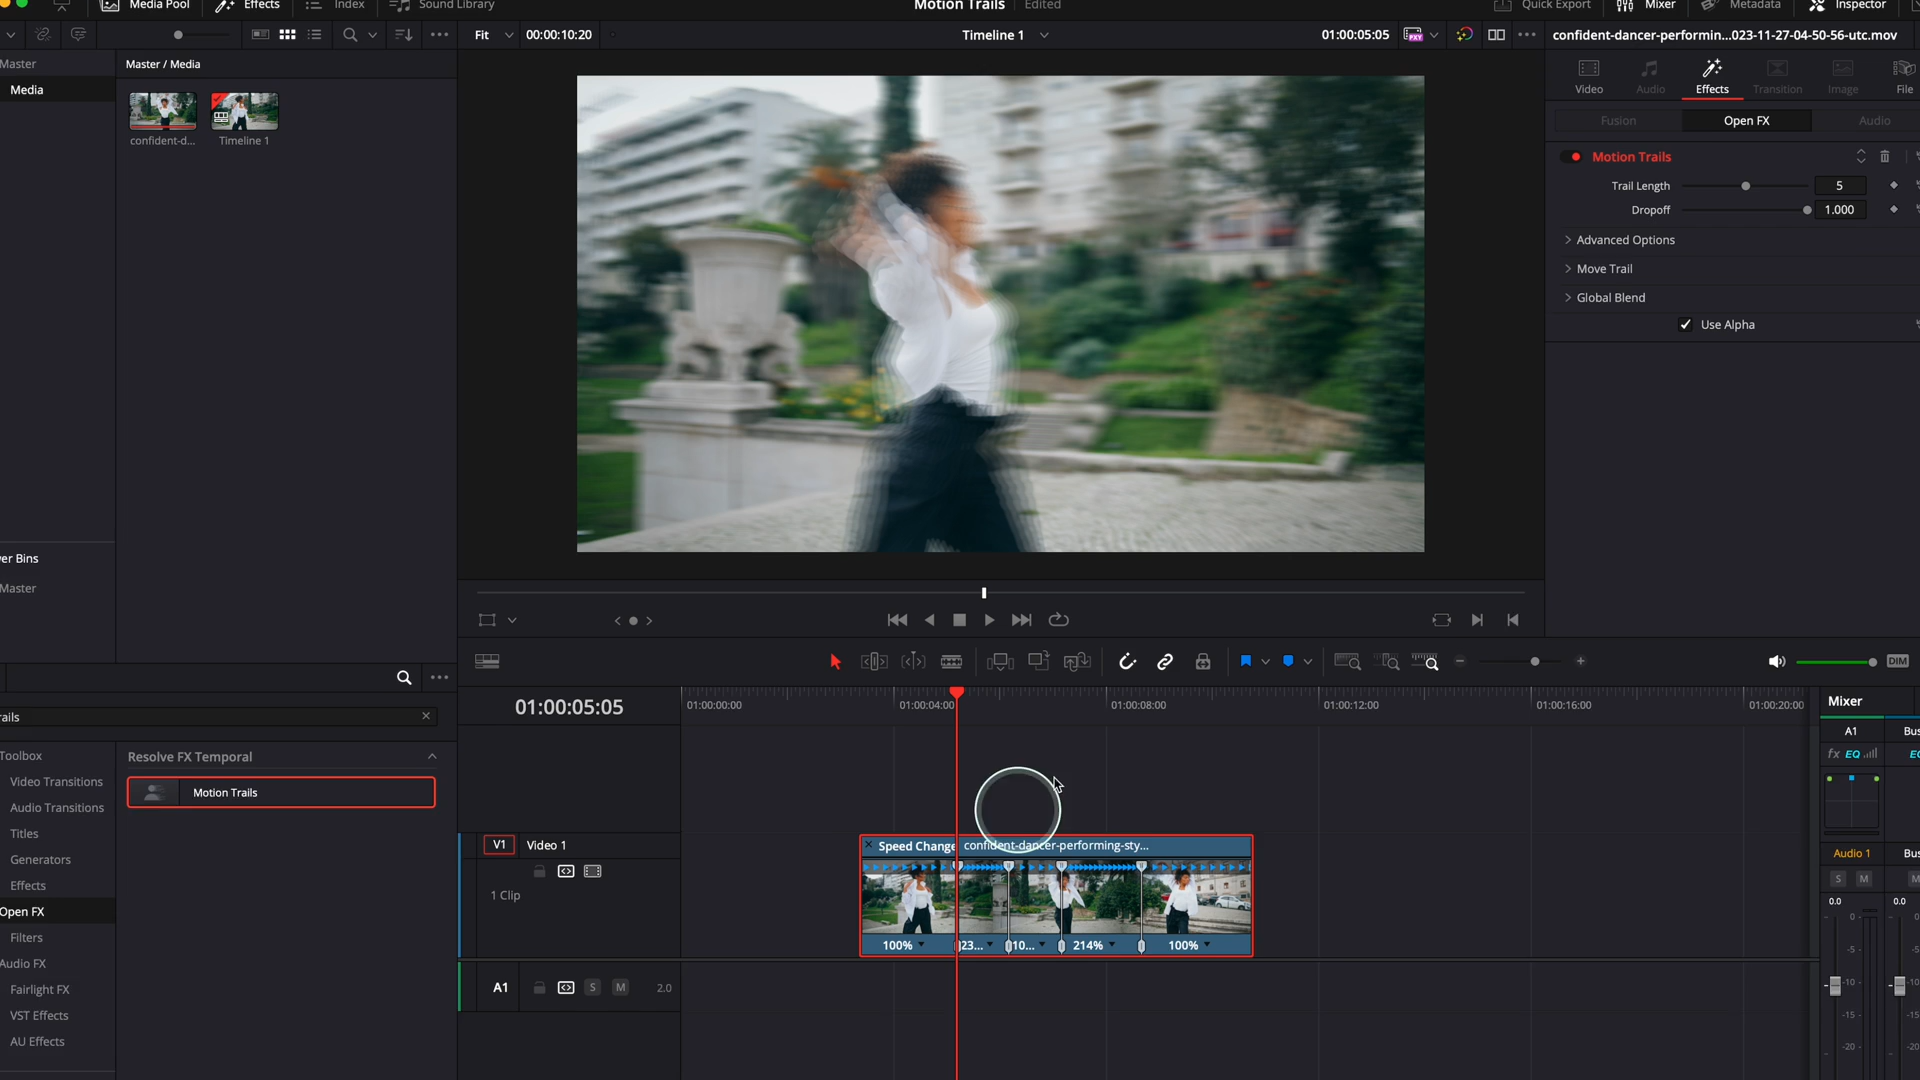 Media Pool
Effects
Index
Sound Library
Motion Trails
Edited
Quick Export
Mixer
Metadata
Inspector
Fit
00:00:10:20
Timeline 1
01:00:05:05
PXY
confident-dancer-performin...023-11-27-04-50-56-utc.mov
Master
Media
Master / Media
confident-d...
Timeline 1
er Bins
Master
Video
Audio
Effects
Transition
Image
File
Fusion
Open FX
Audio
Motion Trails
Trail Length
5
Dropoff
1.000
Advanced Options
Move Trail
Global Blend
Use Alpha
DIM
ails
Toolbox
Video Transitions
Audio Transitions
Titles
Generators
Effects
Open FX
Filters
Audio FX
Fairlight FX
VST Effects
AU Effects
Resolve FX Temporal
Motion Trails
01:00:05:05
01:00:00:00
01:00:04:00
01:00:08:00
01:00:12:00
01:00:16:00
01:00:20:00
V1
Video 1
1 Clip
Speed Change
confident-dancer-performing-sty...
100%
23...
10...
214%
100%
A1
S
M
2.0
Mixer
A1
Bus
fx
EQ
EQ
Audio 1
Bus
S
M
M
0.0
0.0
0-
0-
-5-
-5
-10-
-10
-15-
-15
-20-
-20